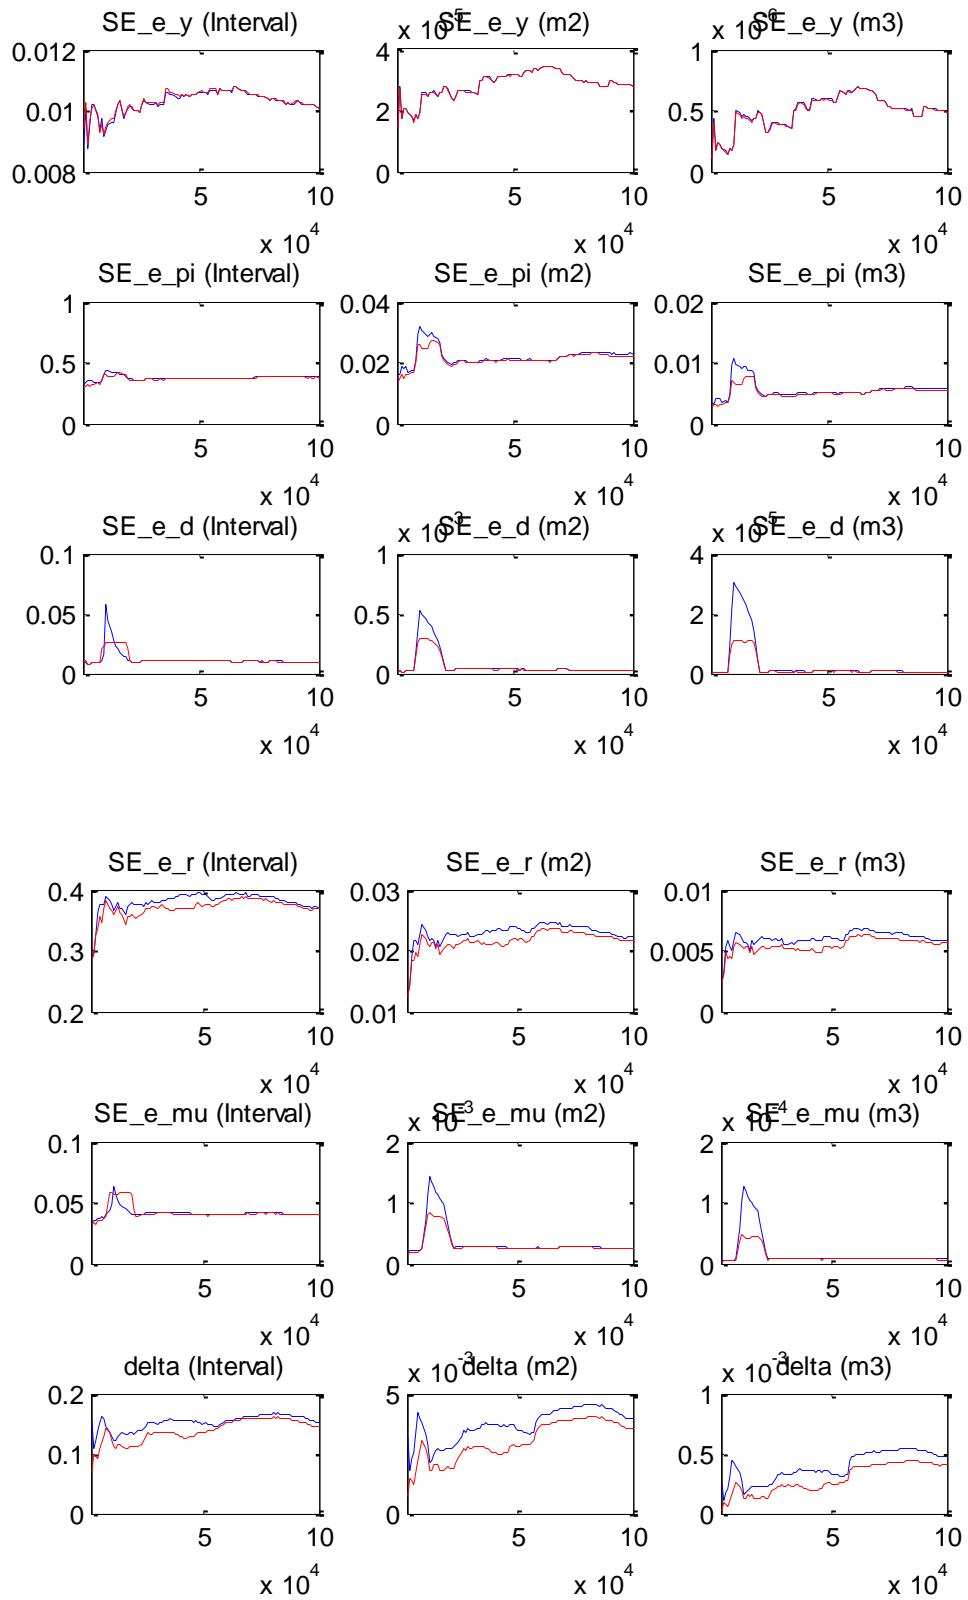 SE_e_y (Interval) SE_e_y (m2) SE_e_y (m3)
x 10^-5 x 10^-6
0.012 4 1
0.01 2 0.5
0.008 0 0
5 10 5 10 5 10
x 10^4 x 10^4 x 10^4
SE_e_pi (Interval) SE_e_pi (m2) SE_e_pi (m3)
1 0.04 0.02
0.5 0.02 0.01
0 0 0
5 10 5 10 5 10
x 10^4 x 10^4 x 10^4
SE_e_d (Interval) SE_e_d (m2) SE_e_d (m3)
x 10^-3 x 10^-5
0.1 1 4
0.05 0.5 2
0 0 0
5 10 5 10 5 10
x 10^4 x 10^4 x 10^4
SE_e_r (Interval) SE_e_r (m2) SE_e_r (m3)
0.4 0.03 0.01
0.3 0.02 0.005
0.2 0.01 0
5 10 5 10 5 10
x 10^4 x 10^4 x 10^4
SE_e_mu (Interval) SE_e_mu (m2) SE_e_mu (m3)
x 10^-3 x 10^-4
0.1 2 2
0.05 1 1
0 0 0
5 10 5 10 5 10
x 10^4 x 10^4 x 10^4
delta (Interval) delta (m2) delta (m3)
x 10^-3 x 10^-3
0.2 5 1
0.1 0.5
0 0 0
5 10 5 10 5 10
x 10^4 x 10^4 x 10^4